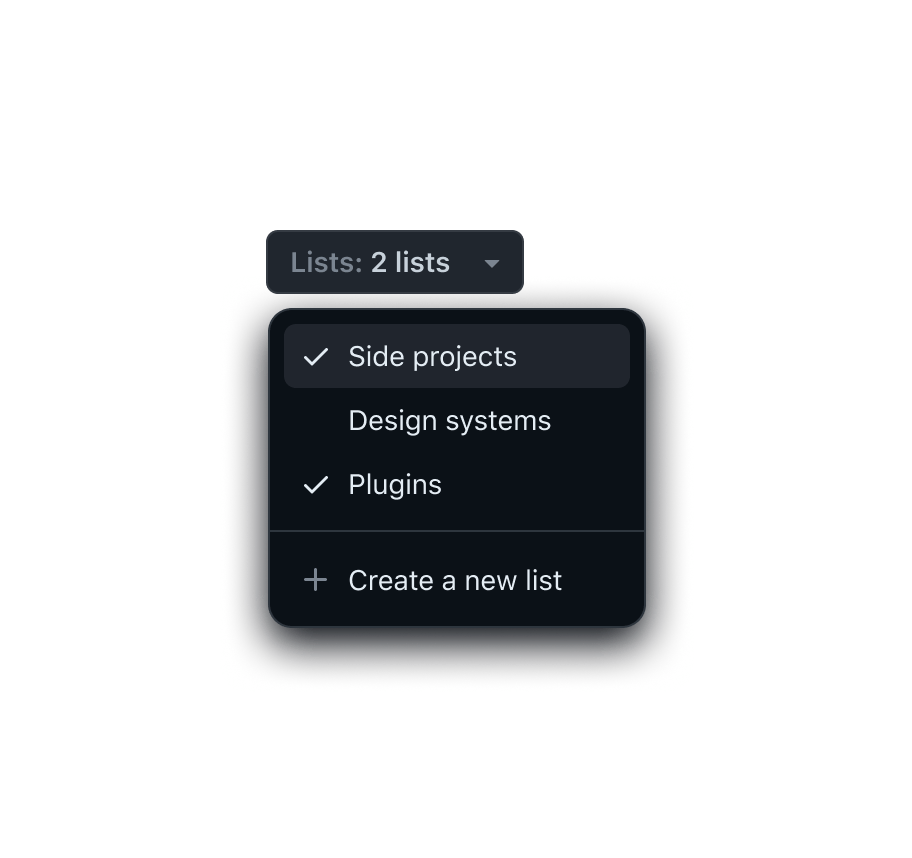 Lists: 2 lists
Side projects
Design systems
Plugins
Create a new list